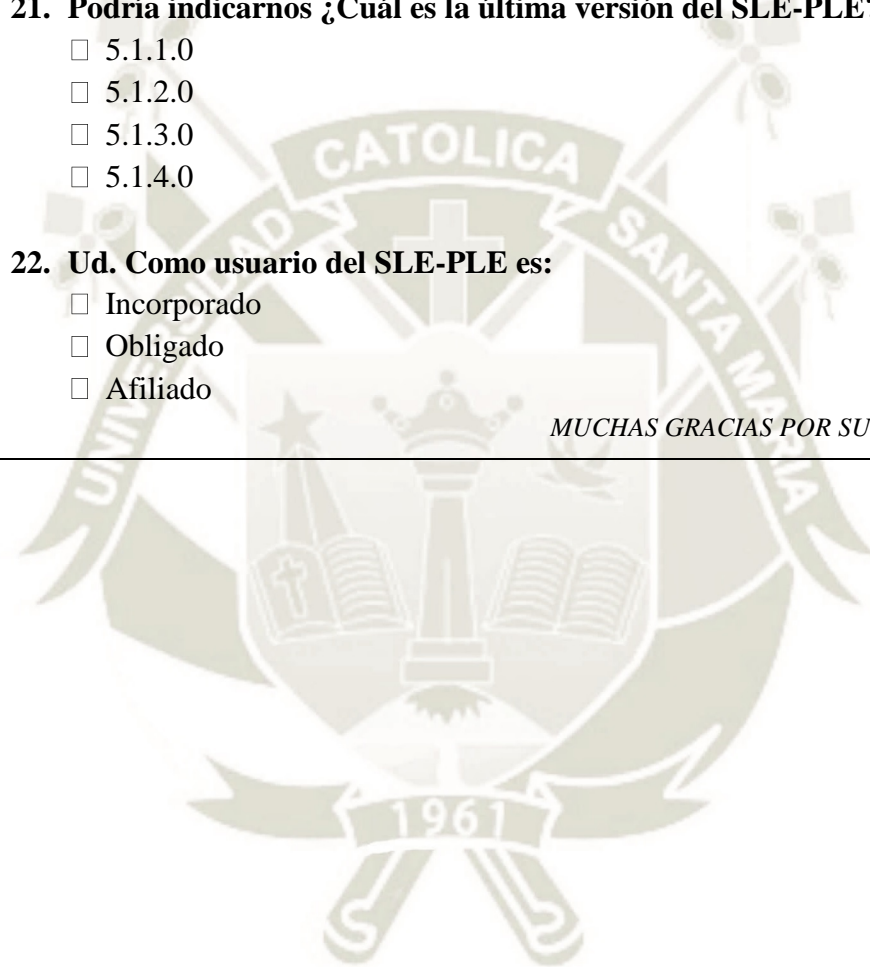 21. Podría indicarnos ¿Cuál es la última versión del SLE-PLE?
☐ 5.1.1.0
☐ 5.1.2.0
☐ 5.1.3.0
☐ 5.1.4.0
22. Ud. Como usuario del SLE-PLE es:
☐ Incorporado
☐ Obligado
☐ Afiliado
MUCHAS GRACIAS POR SU
UNIVERSIDAD CATOLICA SANTA MARIA
1961